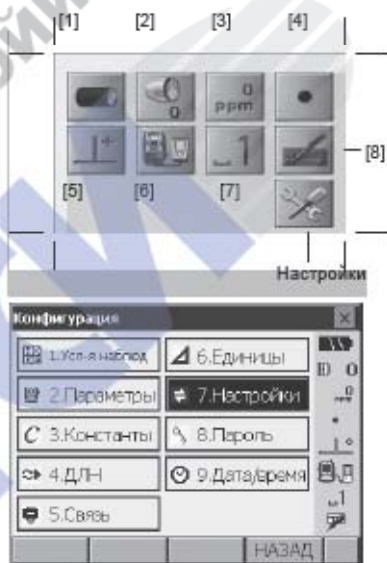 [1] [2] [3] [4]
0
0
ppm
[8]
[5] [6] [7]
Настройки
Конфигурация
1.Усл-я наблюд 6.Единицы
2.Параметры 7.Настройки
3.Константы 8.Пароль
4.ДЛН 9.Дата/время
5.Связь
НАЗАД